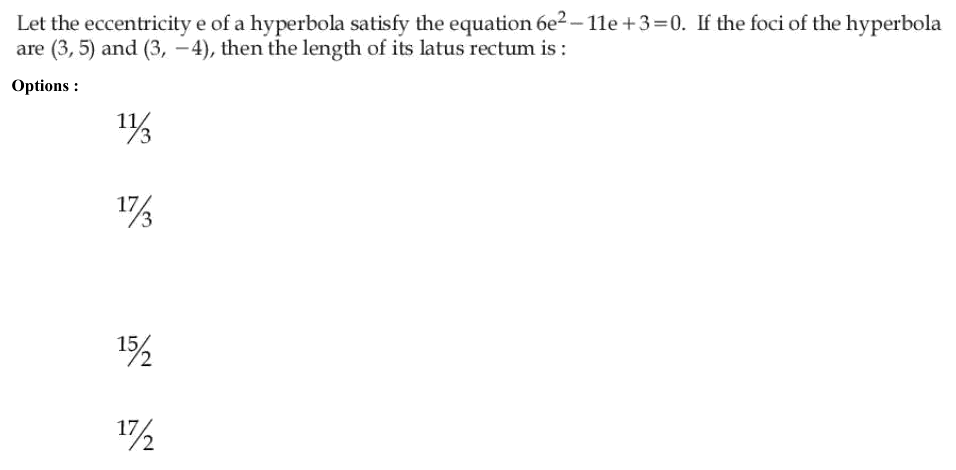 Let the eccentricity e of a hyperbola satisfy the equation 6e² – 11e + 3 = 0. If the foci of the hyperbola
are (3, 5) and (3, −4), then the length of its latus rectum is :
Options :
11/3
17/3
15/2
17/2